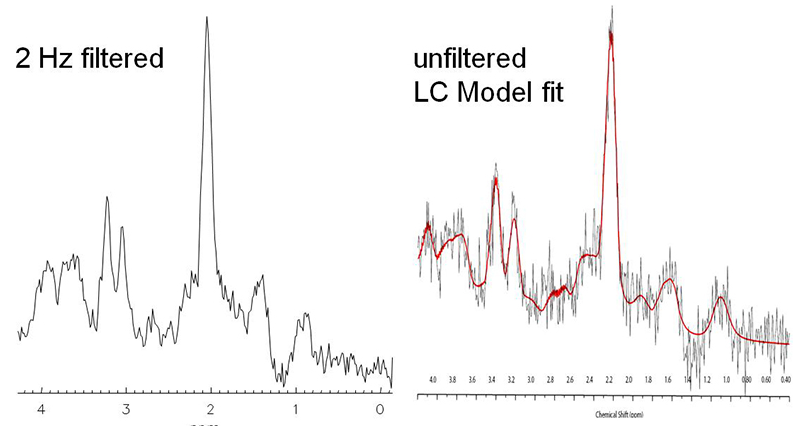 2 Hz filtered
unfiltered
LC Model fit
4 3 2 1 0
4.0 3.8 3.6 3.4 3.2 3.0 2.8 2.6 2.4 2.2 2.0 1.8 1.6 1.4 1.2 1.0 0.80 0.60 0.40
Chemical Shift (ppm)